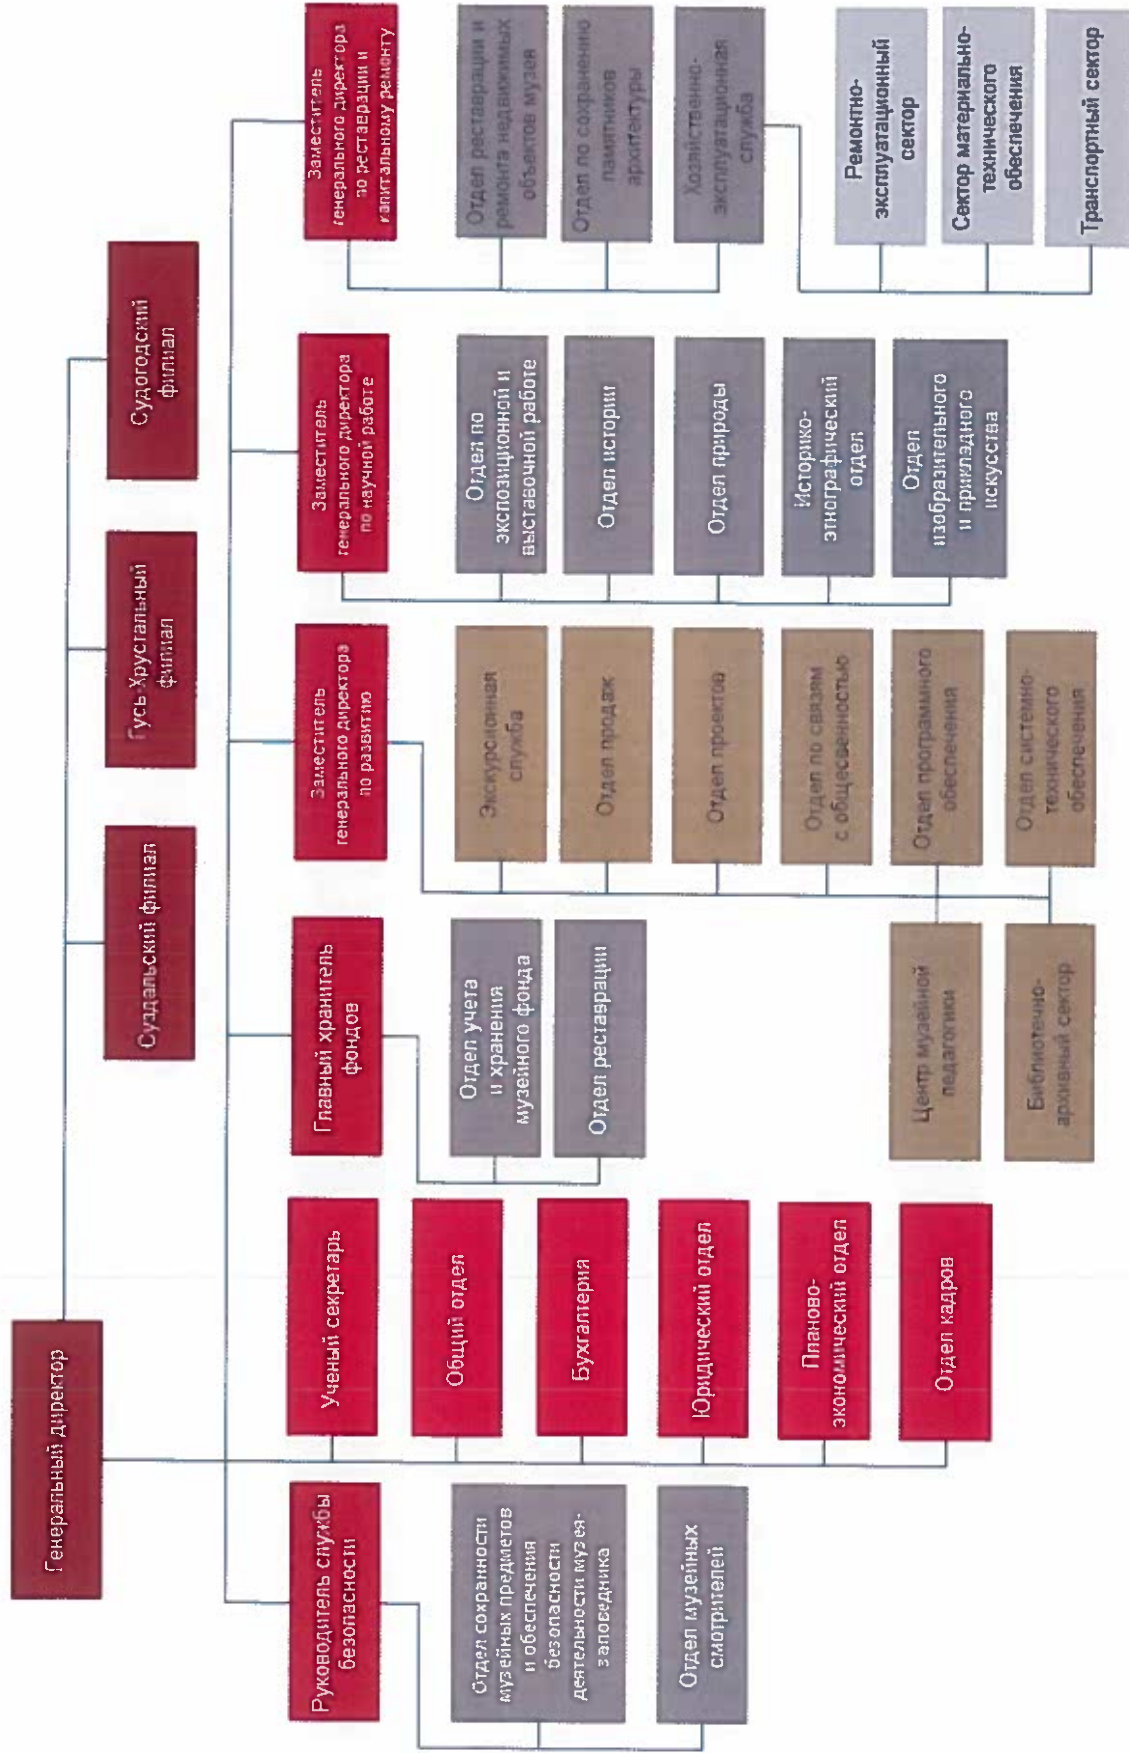 Генеральный директор
Суздальский филиал
Гусь Хрустальный
филиал
Судогодский
филиал
Руководитель службы
безопасности
Отдел сохранности
музейных предметов
и обеспечения
безопасности
деятельности музея-
заповедника
Отдел музейных
смотрителей
Ученый секретарь
Общий отдел
Бухгалтерия
Юридический отдел
Планово-
экономический отдел
Отдел кадров
Главный хранитель
фондов
Отдел учета
и хранения
музейного фонда
Отдел реставрации
Заместитель
генерального директора
по развитию
Экскурсионная
служба
Отдел продаж
Отдел проектов
Отдел по связям
с общесвенностью
Отдел программного
обеспечения
Отдел системно-
технического
обеспечения
Центр музейной
педагогики
Библиотечно-
архивный сектор
Заместитель
генерального директора
по научной работе
Отдел по
экспозиционной и
выставочной работе
Отдел истории
Отдел природы
Историко-
этнографический
отдел
Отдел
изобразительного
и прикладного
искусства
Заместитель
генерального директора
по реставрации и
капитальному ремонту
Отдел реставрации и
ремонта недвижимых
объектов музея
Отдел по сохранению
памятников
архитектуры
Хозяйственно-
эксплуатационная
служба
Ремонтно-
эксплуатационный
сектор
Сектор материально-
технического
обеспечения
Транспортный сектор